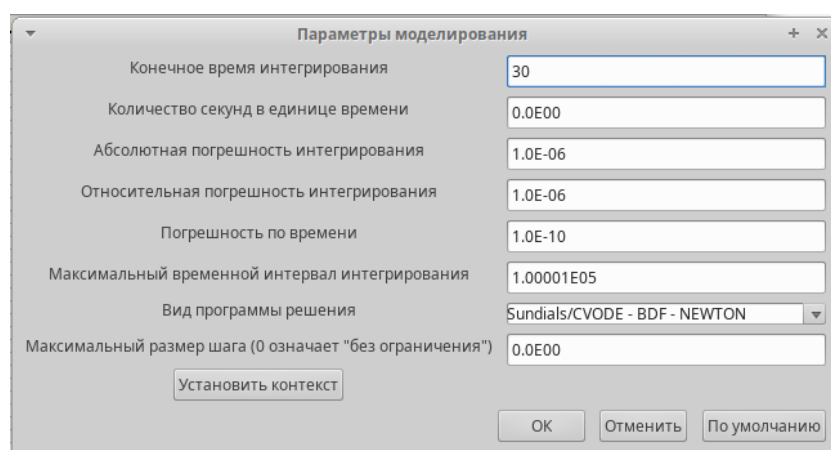 Параметры моделирования
Конечное время интегрирования 30
Количество секунд в единице времени 0.0E00
Абсолютная погрешность интегрирования 1.0E-06
Относительная погрешность интегрирования 1.0E-06
Погрешность по времени 1.0E-10
Максимальный временной интервал интегрирования 1.00001E05
Вид программы решения Sundials/CVODE - BDF - NEWTON
Максимальный размер шага (0 означает "без ограничения") 0.0E00
Установить контекст
ОК Отменить По умолчанию